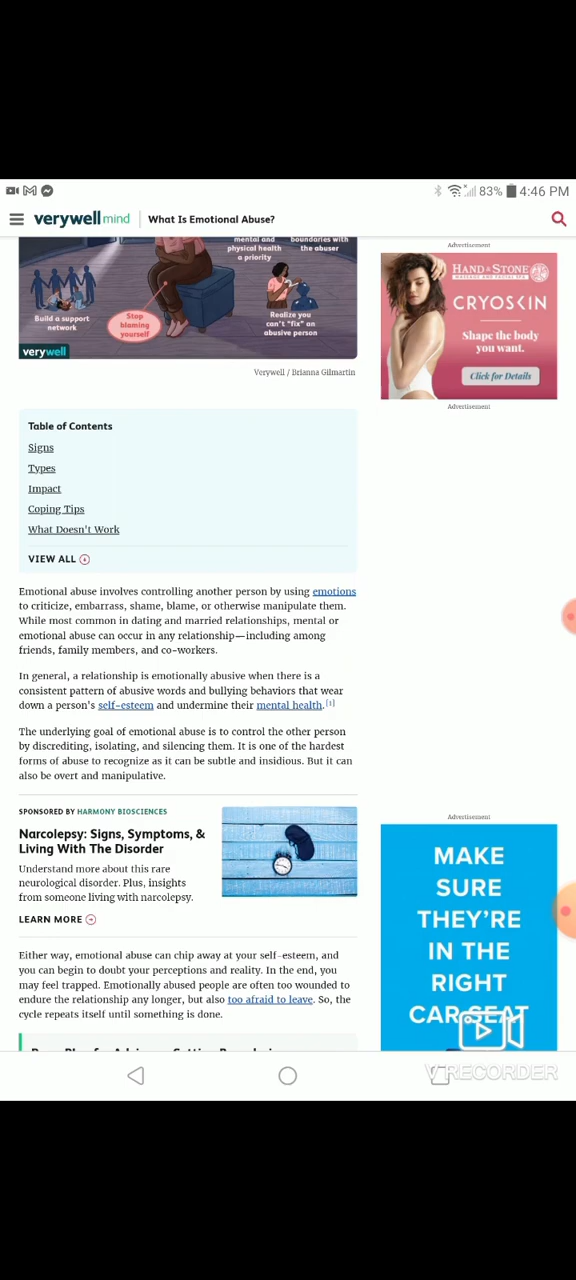 83% 4:46 PM
verywell mind What Is Emotional Abuse?
mental and
physical health
a priority
boundaries with
the abuser
Build a support
network
Stop
blaming
yourself
Realize you
can't "fix" an
abusive person
verywell
Verywell / Brianna Gilmartin
Advertisement
HAND & STONE
MASSAGE AND FACIAL SPA
CRYOSKIN
Shape the body
you want.
Click for Details
Advertisement
Table of Contents
Signs
Types
Impact
Coping Tips
What Doesn't Work
VIEW ALL
Emotional abuse involves controlling another person by using emotions
to criticize, embarrass, shame, blame, or otherwise manipulate them.
While most common in dating and married relationships, mental or
emotional abuse can occur in any relationship—including among
friends, family members, and co-workers.
In general, a relationship is emotionally abusive when there is a
consistent pattern of abusive words and bullying behaviors that wear
down a person's self-esteem and undermine their mental health.[1]
The underlying goal of emotional abuse is to control the other person
by discrediting, isolating, and silencing them. It is one of the hardest
forms of abuse to recognize as it can be subtle and insidious. But it can
also be overt and manipulative.
SPONSORED BY HARMONY BIOSCIENCES
Narcolepsy: Signs, Symptoms, &
Living With The Disorder
Understand more about this rare
neurological disorder. Plus, insights
from someone living with narcolepsy.
LEARN MORE
Advertisement
MAKE
SURE
THEY'RE
IN THE
RIGHT
CAR SEAT
Either way, emotional abuse can chip away at your self-esteem, and
you can begin to doubt your perceptions and reality. In the end, you
may feel trapped. Emotionally abused people are often too wounded to
endure the relationship any longer, but also too afraid to leave. So, the
cycle repeats itself until something is done.
V RECORDER